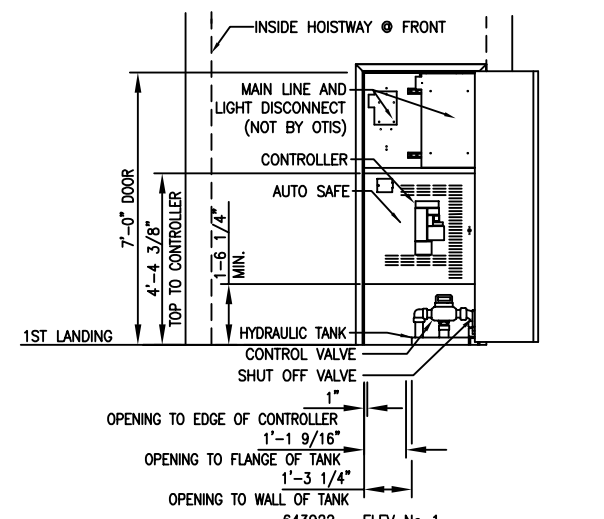 INSIDE HOISTWAY @ FRONT
MAIN LINE AND
LIGHT DISCONNECT
(NOT BY OTIS)
CONTROLLER
AUTO SAFE
7'-0" DOOR
4'-4 3/8"
TOP TO CONTROLLER
1-6 1/4"
MIN.
1ST LANDING
HYDRAULIC TANK
CONTROL VALVE
SHUT OFF VALVE
1"
OPENING TO EDGE OF CONTROLLER
1'-1 9/16"
OPENING TO FLANGE OF TANK
1'-3 1/4"
OPENING TO WALL OF TANK
ELEV No 1